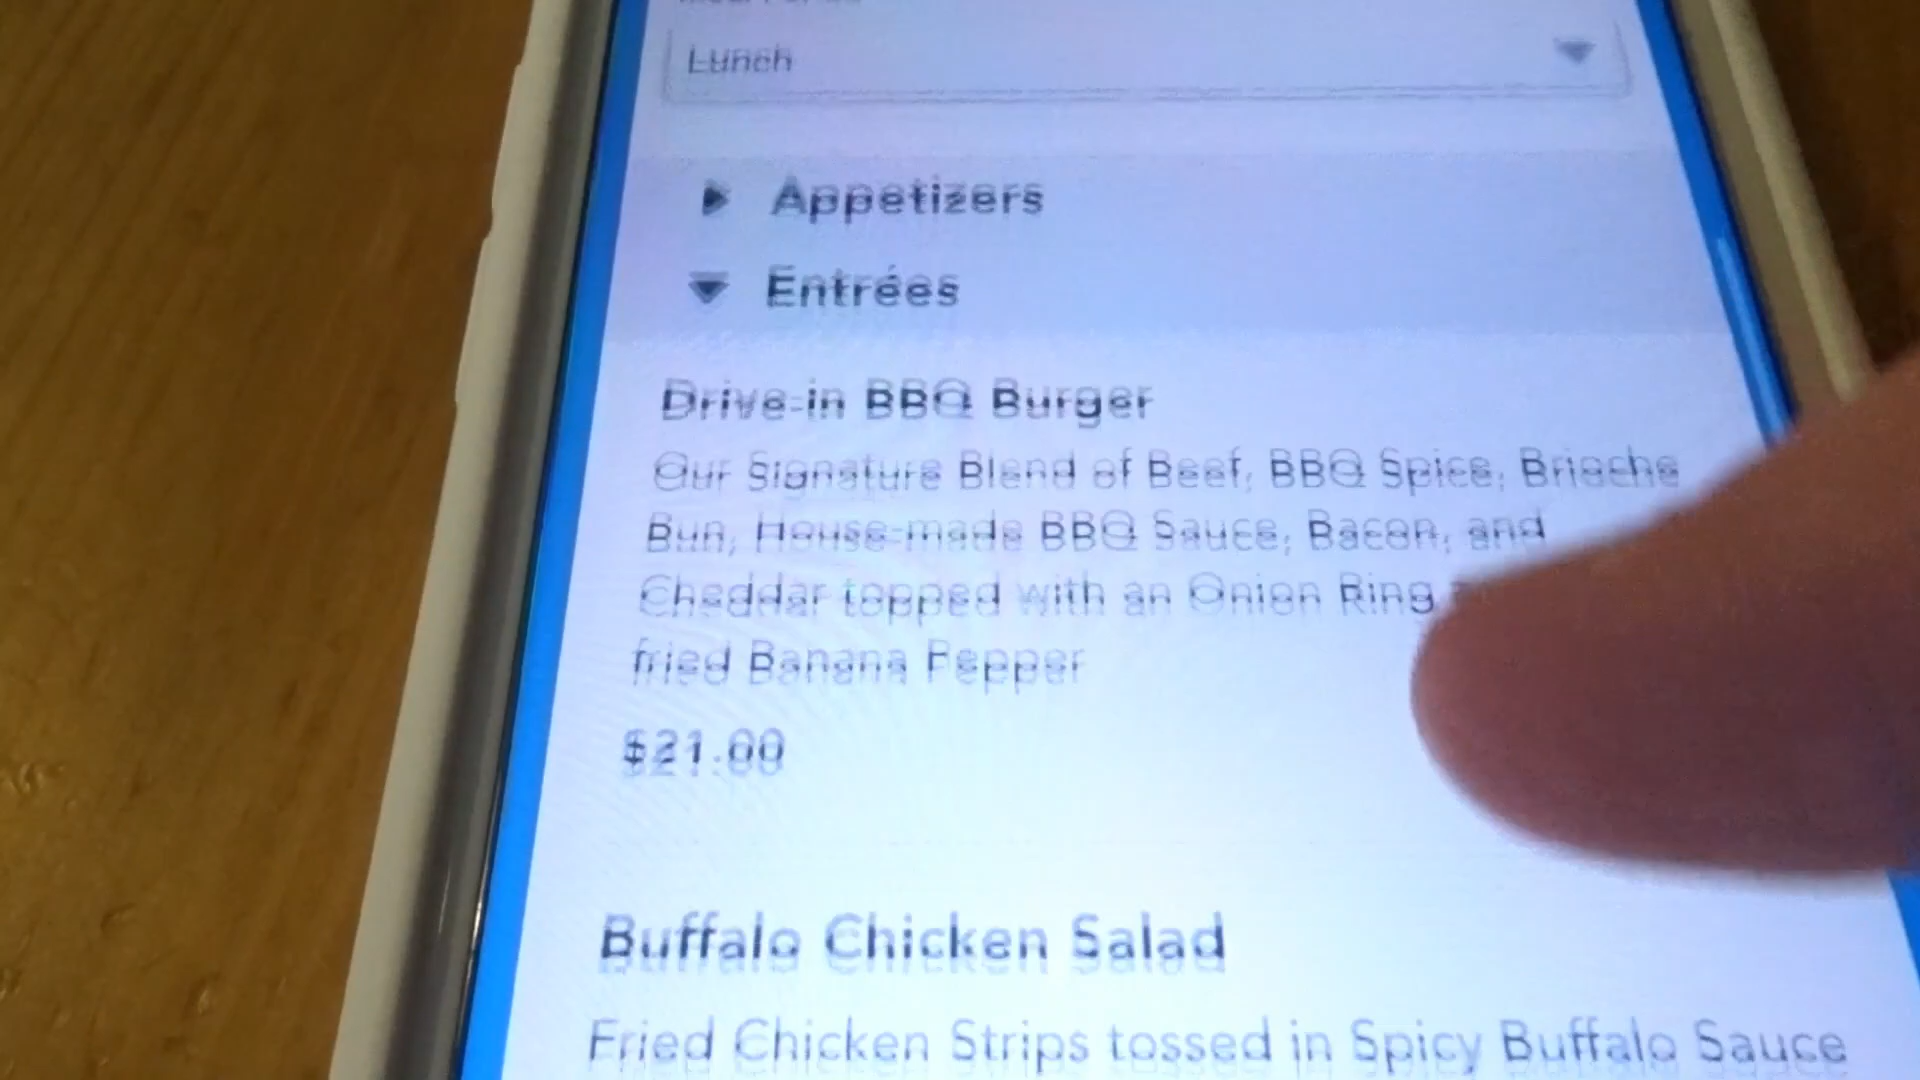 Lunch
Appetizers
Entrées
Drive-in BBQ Burger
Our Signature Blend of Beef, BBQ Spice, Brioche
Bun, House-made BBQ Sauce, Bacon, and
Cheddar topped with an Onion Ring
fried Banana Pepper
$21.00
Buffalo Chicken Salad
Fried Chicken Strips tossed in Spicy Buffalo Sauce